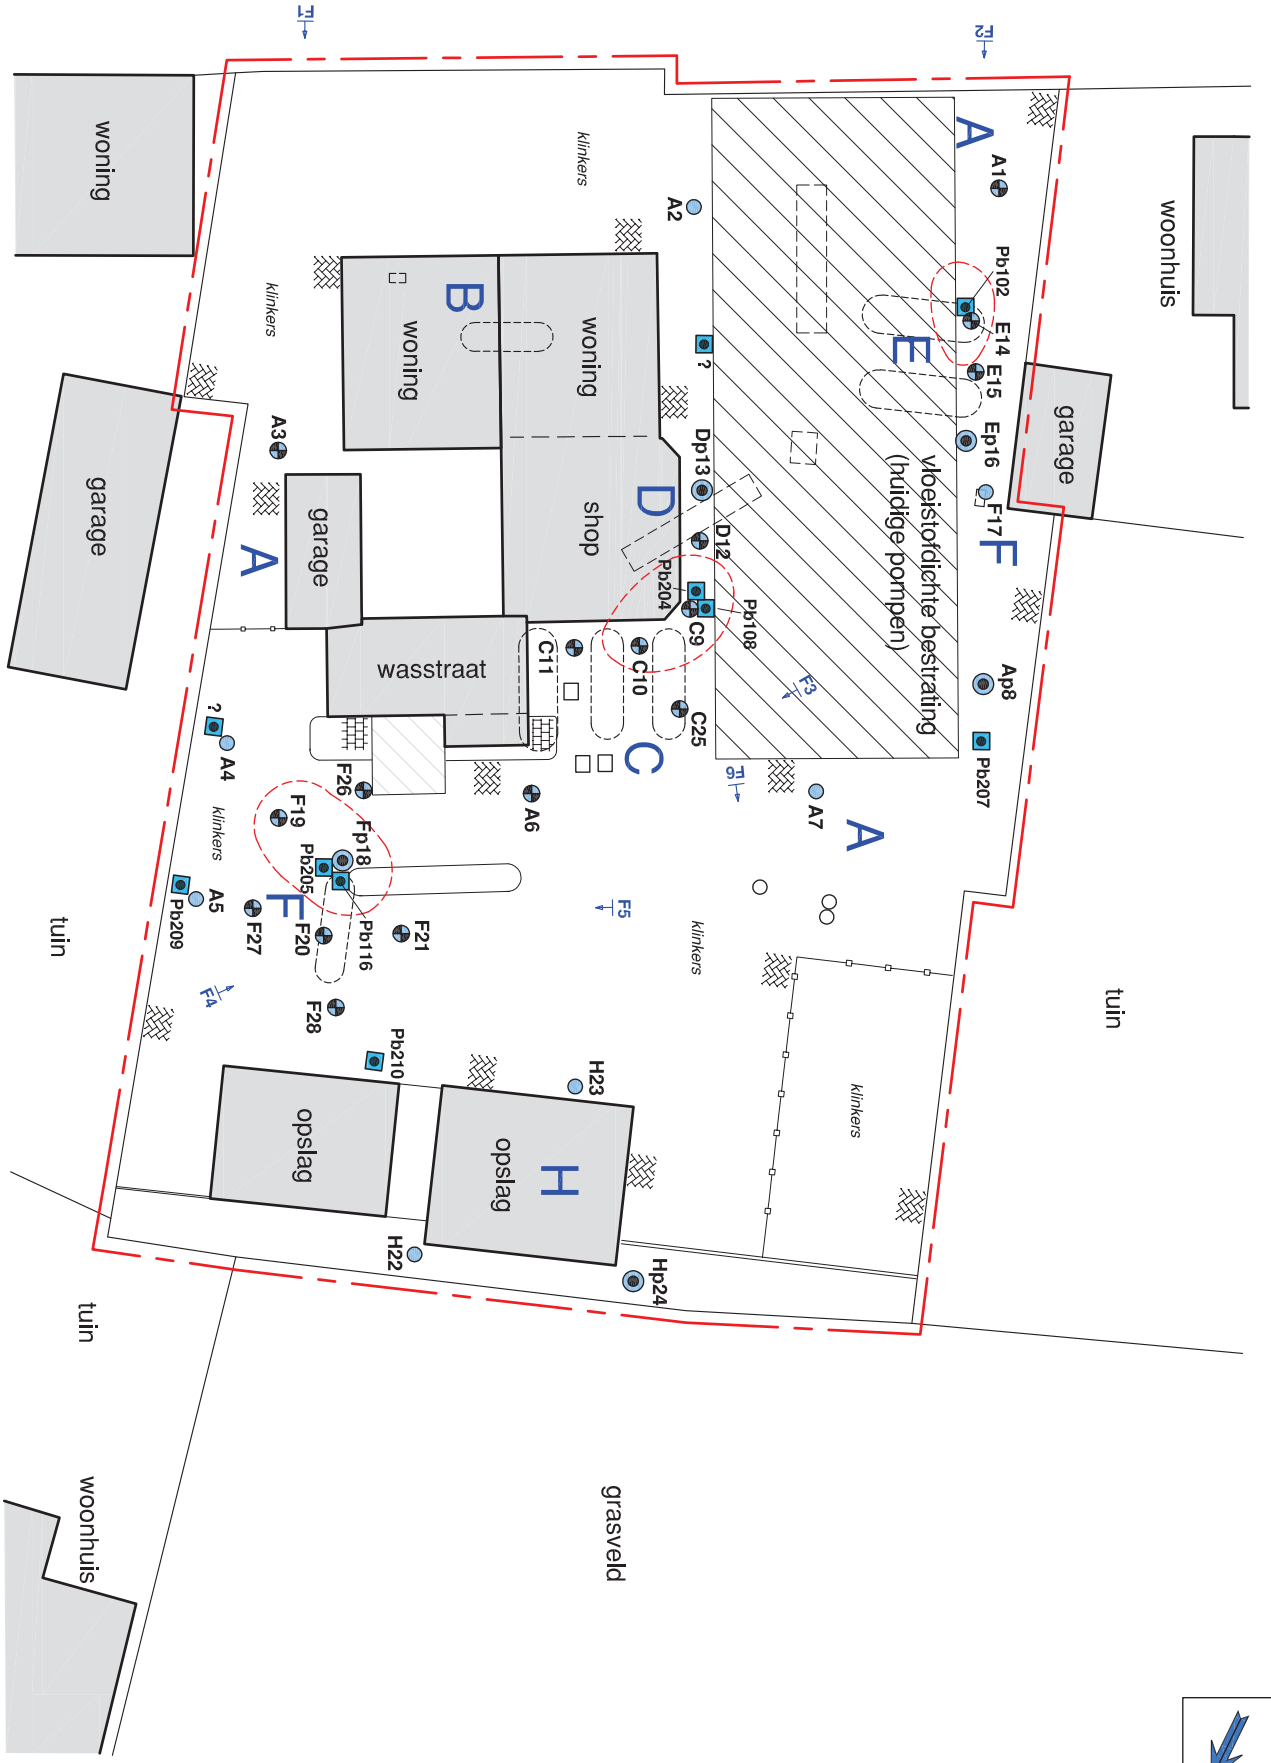 F1
F2
woning
klinkers
A
A1
woonhuis
A2
Pb102
klinkers
B
woning
woning
E
E14
E15
?
garage
A3
Dp13
Ep16
F17
vloeistofdichte bestrating
(huidige pompen)
garage
garage
shop
D
D12
F
A
Pb204
Pb108
C9
C11
C10
wasstraat
F3
Ap8
C25
?
A4
C
Pb207
F6
F26
A6
A7
A
F19
klinkers
Fp18
Pb205
A5
Pb209
F
F27
F20
Pb116
F21
F5
klinkers
tuin
F4
F28
tuin
Pb210
H23
klinkers
opslag
opslag
H
H22
Hp24
tuin
woonhuis
grasveld